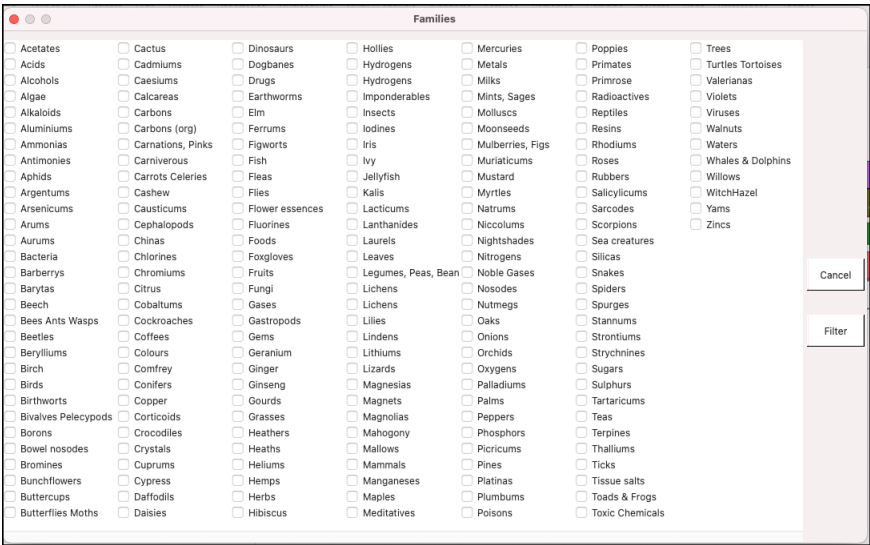 Families
Acetates
Acids
Alcohols
Algae
Alkaloids
Aluminiums
Ammonias
Antimonies
Aphids
Argentums
Arsenicums
Arums
Aurums
Bacteria
Barberrys
Barytas
Beech
Bees Ants Wasps
Beetles
Berylliums
Birch
Birds
Birthworts
Bivalves Pelecypods
Borons
Bowel nosodes
Bromines
Bunchflowers
Buttercups
Butterflies Moths
Cactus
Cadmiums
Caesiums
Calcareas
Carbons
Carbons (org)
Carnations, Pinks
Carniverous
Carrots Celeries
Cashew
Causticums
Cephalopods
Chinas
Chlorines
Chromiums
Citrus
Cobaltums
Cockroaches
Coffees
Colours
Comfrey
Conifers
Copper
Corticoids
Crocodiles
Crystals
Cuprums
Cypress
Daffodils
Daisies
Dinosaurs
Dogbanes
Drugs
Earthworms
Elm
Ferrums
Figworts
Fish
Fleas
Flies
Flower essences
Fluorines
Foods
Foxgloves
Fruits
Fungi
Gases
Gastropods
Gems
Geranium
Ginger
Ginseng
Gourds
Grasses
Heathers
Heaths
Heliums
Hemps
Herbs
Hibiscus
Hollies
Hydrogens
Hydrogens
Imponderables
Insects
Iodines
Iris
Ivy
Jellyfish
Kalis
Lacticums
Lanthanides
Laurels
Leaves
Legumes, Peas, Bean
Lichens
Lichens
Lilies
Lindens
Lithiums
Lizards
Magnesias
Magnets
Magnolias
Mahogony
Mallows
Mammals
Manganeses
Maples
Meditatives
Mercuries
Metals
Milks
Mints, Sages
Molluscs
Moonseeds
Mulberries, Figs
Muriaticums
Mustard
Myrtles
Natrums
Niccolums
Nightshades
Nitrogens
Noble Gases
Nosodes
Nutmegs
Oaks
Onions
Orchids
Oxygens
Palladiums
Palms
Peppers
Phosphors
Picricums
Pines
Platinas
Plumbums
Poisons
Poppies
Primates
Primrose
Radioactives
Reptiles
Resins
Rhodiums
Roses
Rubbers
Salicylicums
Sarcodes
Scorpions
Sea creatures
Silicas
Snakes
Spiders
Spurges
Stannums
Strontiums
Strychnines
Sugars
Sulphurs
Tartaricums
Teas
Terpines
Thalliums
Ticks
Tissue salts
Toads & Frogs
Toxic Chemicals
Trees
Turtles Tortoises
Valerianas
Violets
Viruses
Walnuts
Waters
Whales & Dolphins
Willows
WitchHazel
Yams
Zincs
Cancel
Filter